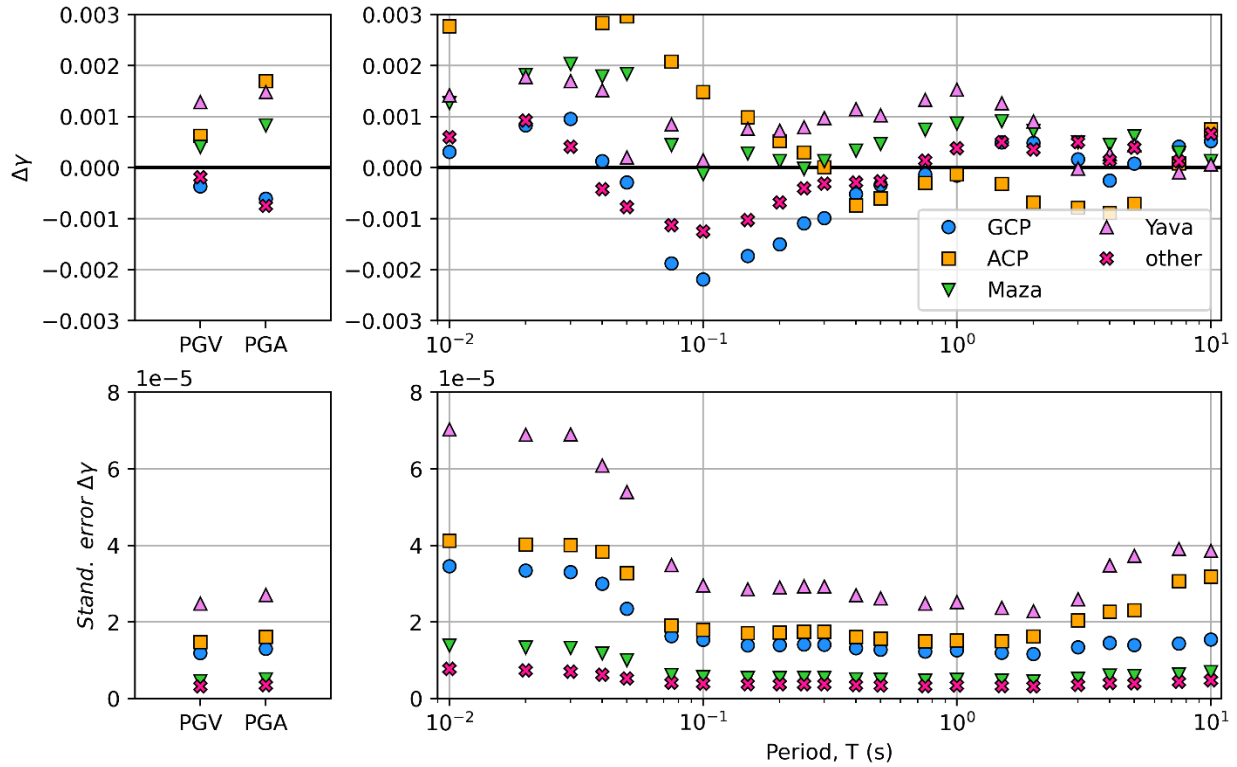 0.003
0.002
0.001
0.000
−0.001
−0.002
−0.003
Δγ
PGV PGA
0.003
0.002
0.001
0.000
−0.001
−0.002
−0.003
10⁻² 10⁻¹ 10⁰ 10¹
GCP
ACP
Maza
Yava
other
1e−5
8
6
4
2
0
Stand. error Δγ
PGV PGA
1e−5
8
6
4
2
0
10⁻² 10⁻¹ 10⁰ 10¹
Period, T (s)